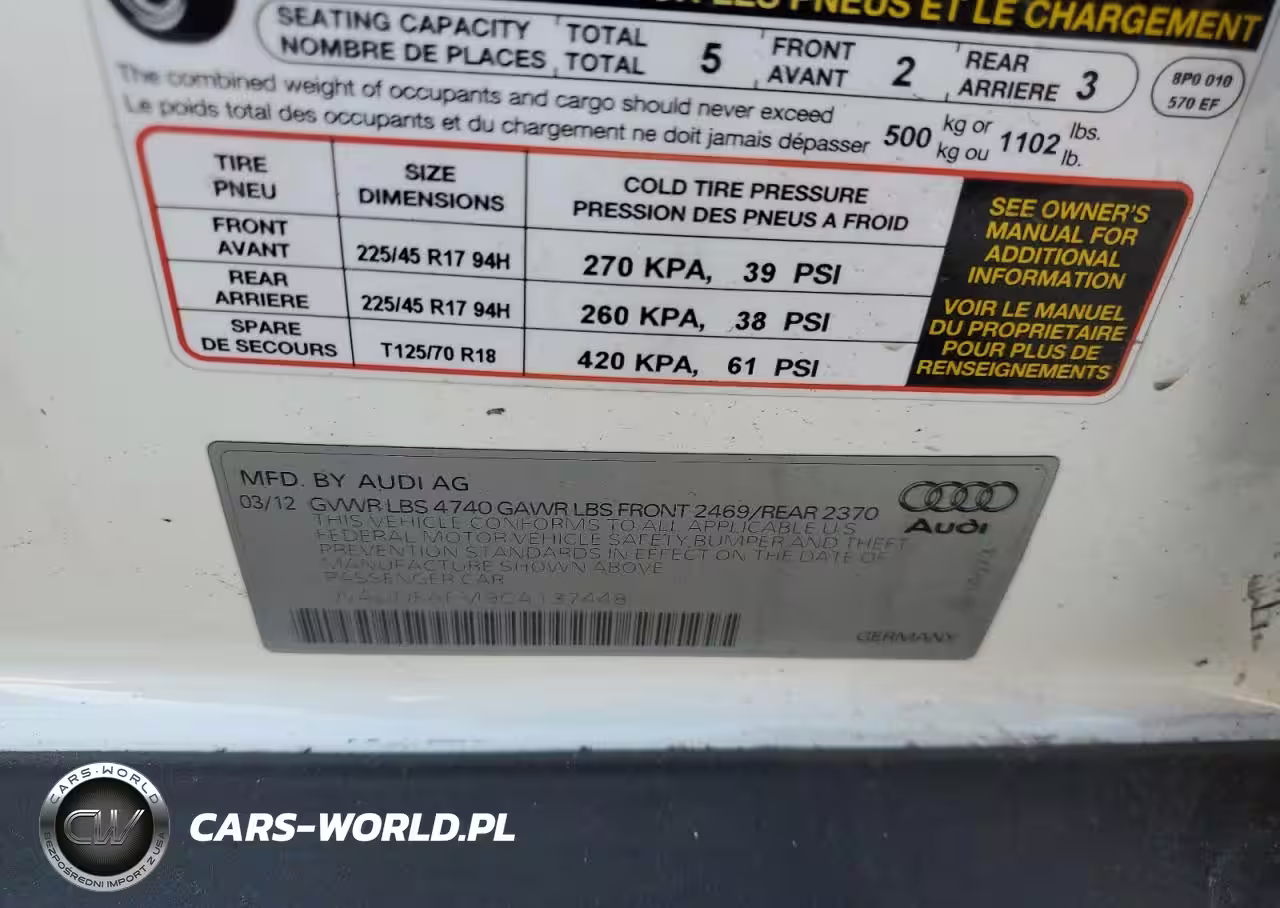 LES PNEUS ET LE CHARGEMENT
SEATING CAPACITY TOTAL 5 FRONT 2 REAR 3
NOMBRE DE PLACES TOTAL AVANT ARRIERE
8P0 010
570 EF
The combined weight of occupants and cargo should never exceed 500 kg or 1102 lbs.
Le poids total des occupants et du chargement ne doit jamais dépasser kg ou lb.
TIRE SIZE COLD TIRE PRESSURE
PNEU DIMENSIONS PRESSION DES PNEUS A FROID
FRONT
AVANT 225/45 R17 94H 270 KPA, 39 PSI
REAR
ARRIERE 225/45 R17 94H 260 KPA, 38 PSI
SPARE
DE SECOURS T125/70 R18 420 KPA, 61 PSI
SEE OWNER'S
MANUAL FOR
ADDITIONAL
INFORMATION
VOIR LE MANUEL
DU PROPRIETAIRE
POUR PLUS DE
RENSEIGNEMENTS
MFD. BY AUDI AG
03/12 GVWR LBS 4740 GAWR LBS FRONT 2469/REAR 2370
THIS VEHICLE CONFORMS TO ALL APPLICABLE U.S.
FEDERAL MOTOR VEHICLE SAFETY, BUMPER AND THEFT
PREVENTION STANDARDS IN EFFECT ON THE DATE OF
MANUFACTURE SHOWN ABOVE
PASSENGER CAR
Audi
GERMANY
CARS-WORLD
CW
BEZPOŚREDNI IMPORT Z USA
CARS-WORLD.PL